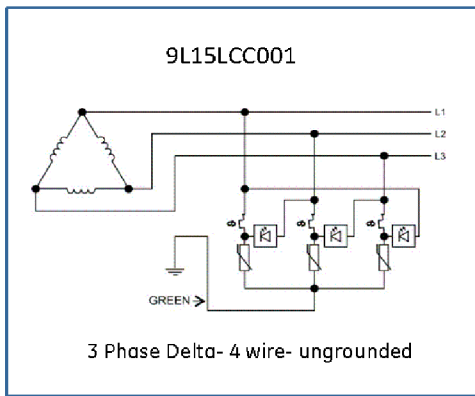 9L15LCC001
L1
L2
L3
GREEN
3 Phase Delta- 4 wire- ungrounded